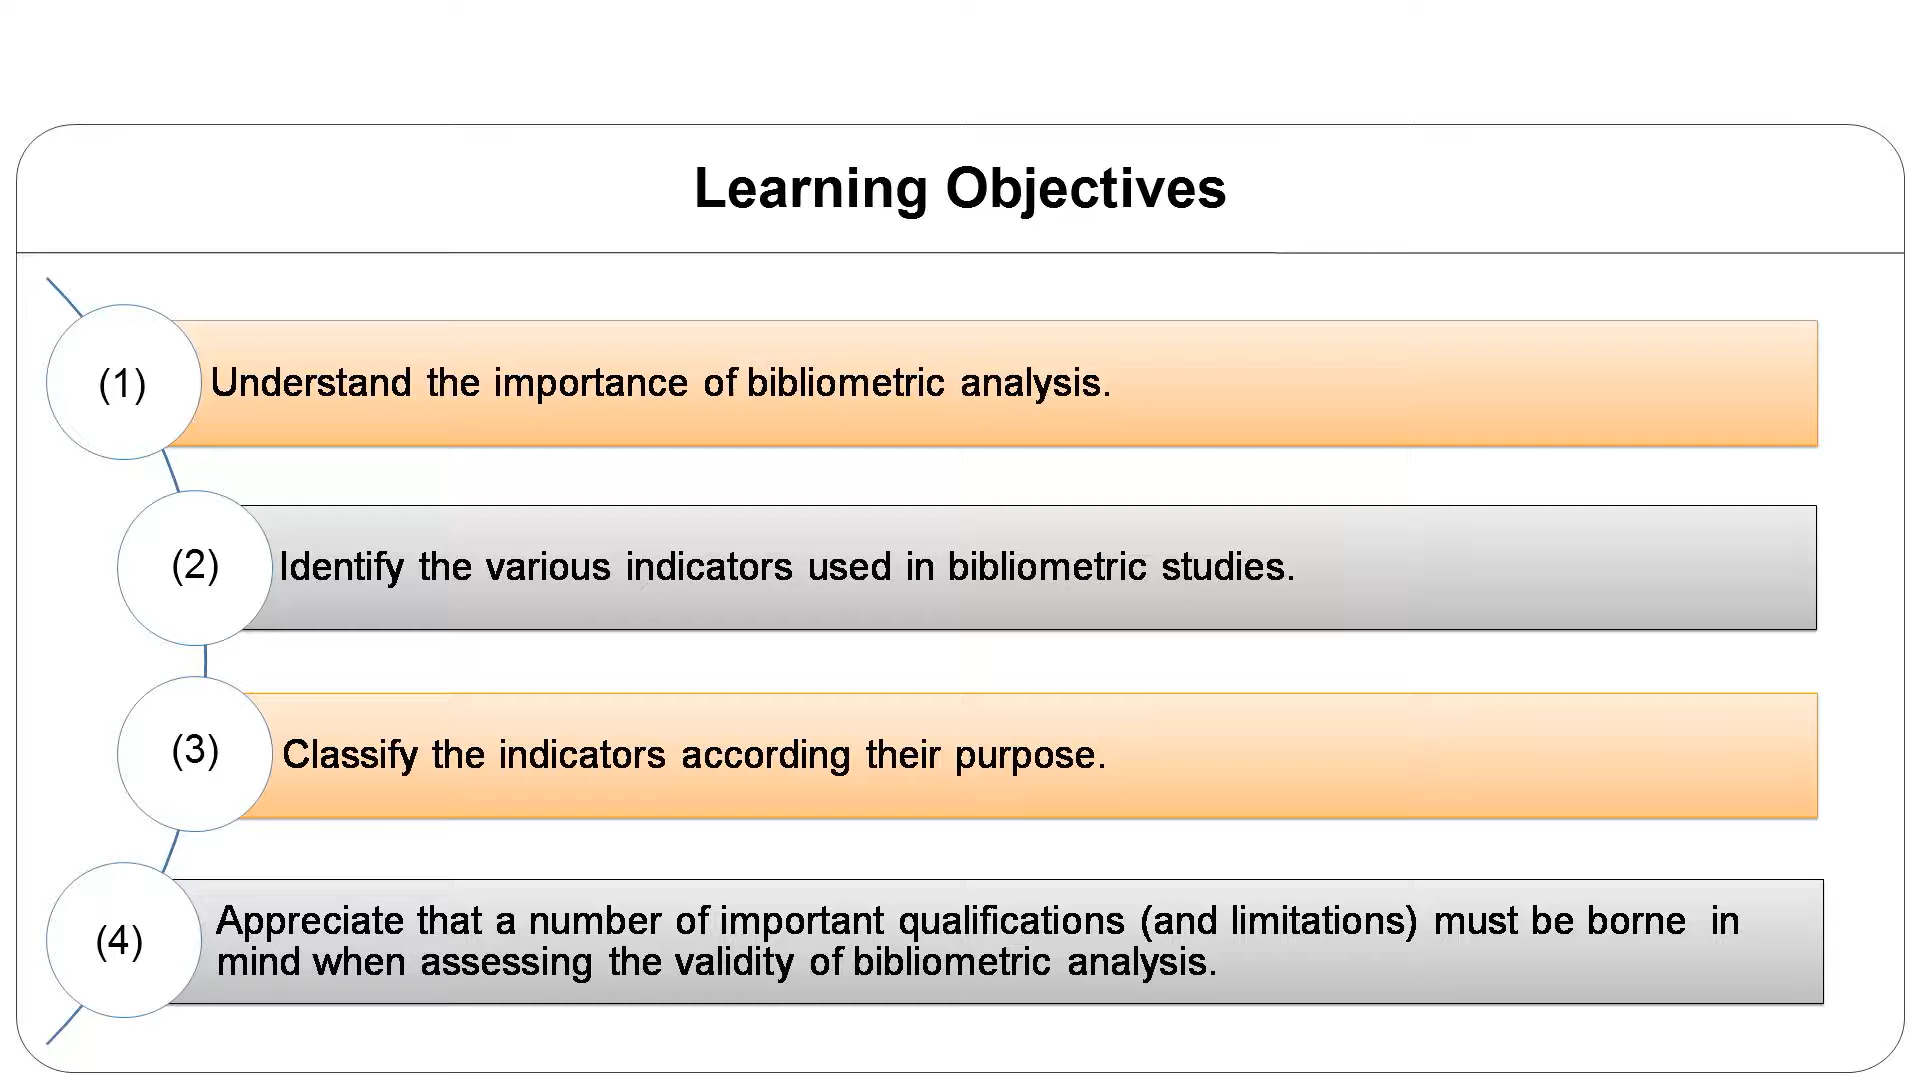 Learning Objectives
(1) Understand the importance of bibliometric analysis.
(2) Identify the various indicators used in bibliometric studies.
(3) Classify the indicators according their purpose.
(4) Appreciate that a number of important qualifications (and limitations) must be borne in
mind when assessing the validity of bibliometric analysis.